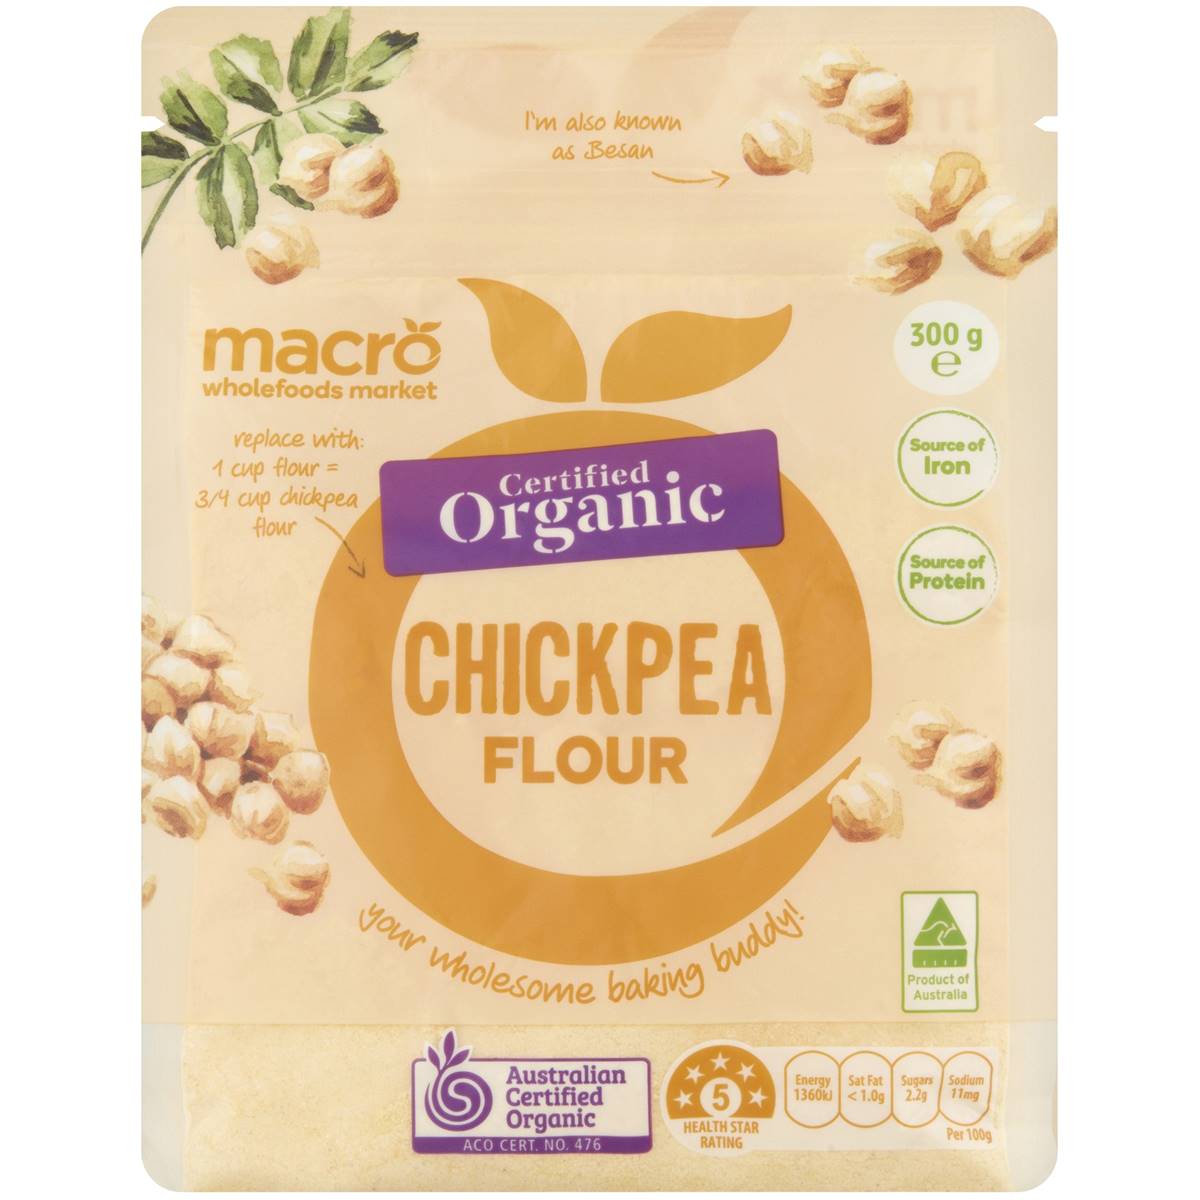 I'm also known
as Besan
macro
wholefoods market
300 g
e
replace with:
1 cup flour =
3/4 cup chickpea
flour
Source of
Iron
Certified
Organic
Source of
Protein
CHICKPEA
FLOUR
your wholesome baking buddy!
Product of
Australia
Australian
Certified
Organic
ACO CERT. NO. 476
5
HEALTH STAR
RATING
Energy
1360kJ
Sat Fat
< 1.0g
Sugars
2.2g
Sodium
11mg
Per 100g